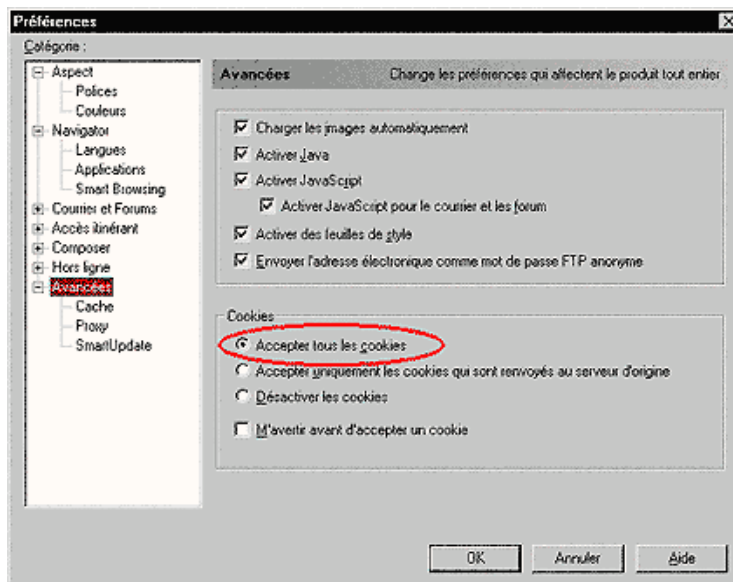 Préférences
Catégorie :
Aspect
Polices
Couleurs
Navigator
Langues
Applications
Smart Browsing
Courrier et Forums
Accès itinérant
Composer
Hors ligne
Avancées
Cache
Proxy
SmartUpdate
Avancées Change les préférences qui affectent le produit tout entier
Charger les images automatiquement
Activer Java
Activer JavaScript
Activer JavaScript pour le courrier et les forum
Activer des feuilles de style
Envoyer l'adresse électronique comme mot de passe FTP anonyme
Cookies
Accepter tous les cookies
Accepter uniquement les cookies qui sont renvoyés au serveur d'origine
Désactiver les cookies
M'avertir avant d'accepter un cookie
OK Annuler Aide